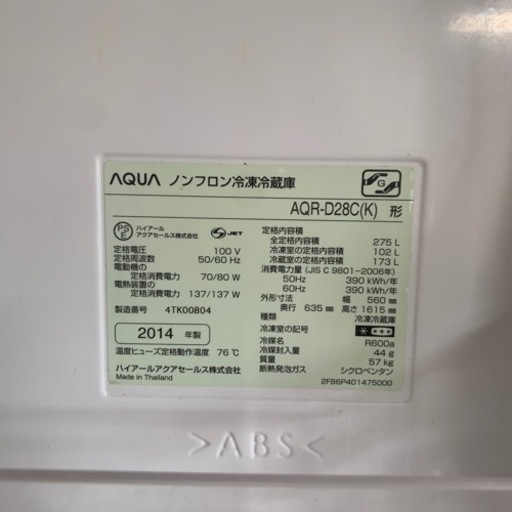 AQUA ノンフロン冷凍冷蔵庫
G
AQR-D28C(K) 形
PS E
ハイアール
アクアセールス株式会社
S JET
定格電圧 100 V
定格周波数 50/60 Hz
電動機の
定格消費電力 70/80 W
電熱装置の
定格消費電力 137/137 W
製造番号 4TK00804
2014 年製
温度ヒューズ定格動作温度 76℃
ハイアールアクアセールス株式会社
Made in Thailand
定格内容積
全定格内容積 275 L
冷凍室の定格内容積 102 L
冷蔵室の定格内容積 173 L
消費電力量 (JIS C 9801-2006年)
50Hz 390 kWh/年
60Hz 390 kWh/年
外形寸法 幅 560 mm
奥行 635 mm 高さ 1615 mm
種類 冷凍冷蔵庫
冷凍室の記号
冷媒名 R600a
冷媒封入量 44 g
質量 57 kg
断熱発泡ガス シクロペンタン
2FB6P401475000
>ABS<